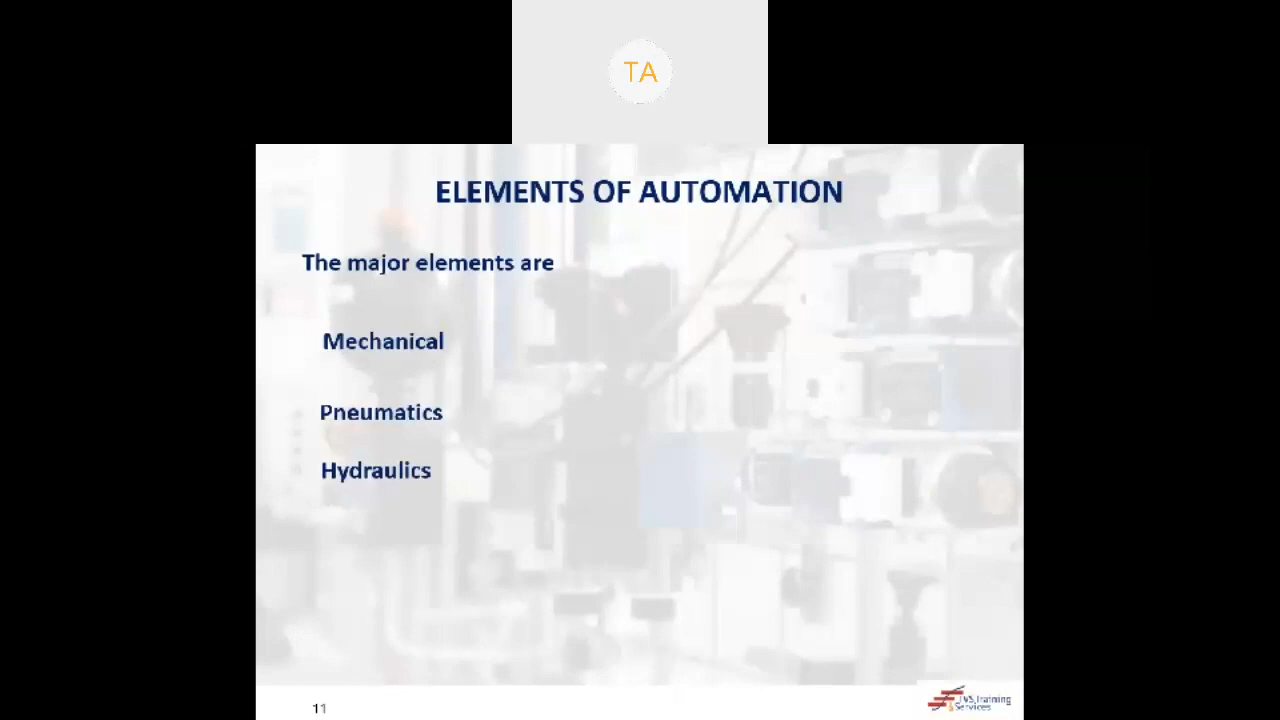 TA
ELEMENTS OF AUTOMATION
The major elements are
Mechanical
Pneumatics
Hydraulics
11
TVS Training
& Services